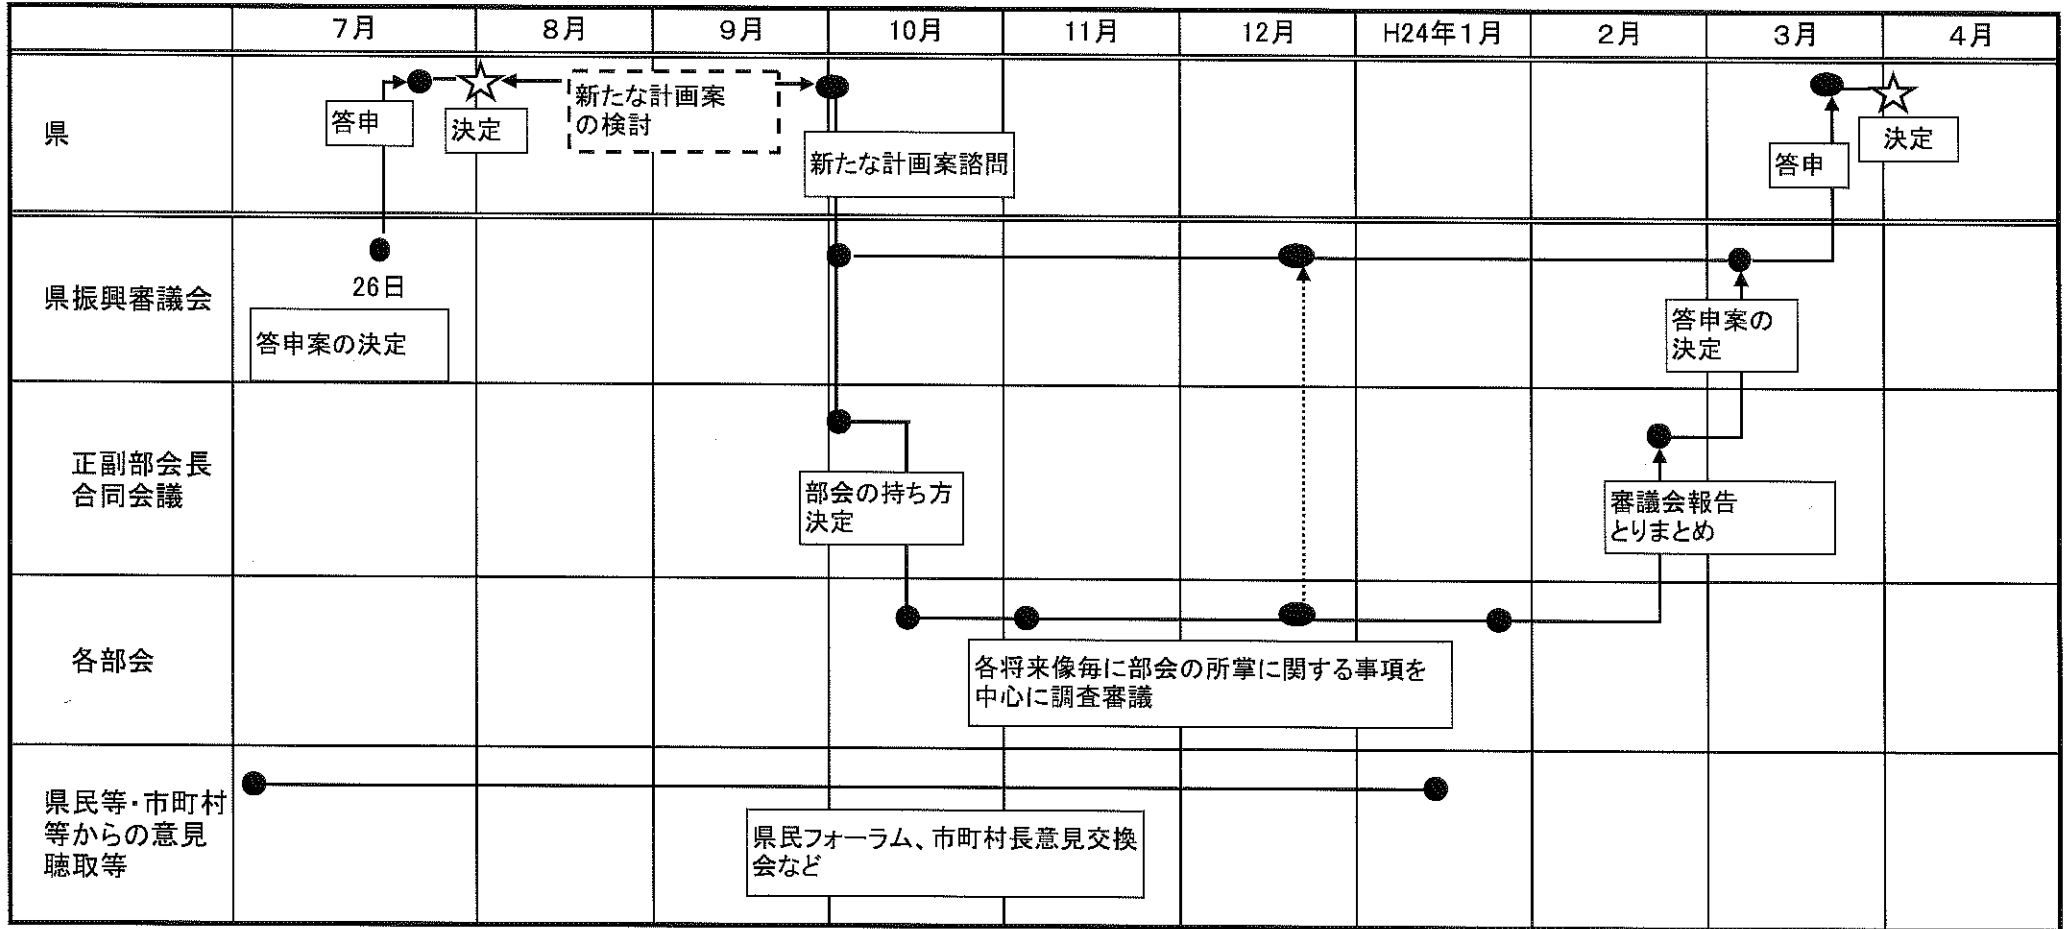 7月
8月
9月
10月
11月
12月
H24年1月
2月
3月
4月
県
答申
決定
新たな計画案
の検討
新たな計画案諮問
答申
決定
県振興審議会
26日
答申案の決定
答申案の
決定
正副部会長
合同会議
部会の持ち方
決定
審議会報告
とりまとめ
各部会
各将来像毎に部会の所掌に関する事項を
中心に調査審議
県民等・市町村
等からの意見
聴取等
県民フォーラム、市町村長意見交換
会など